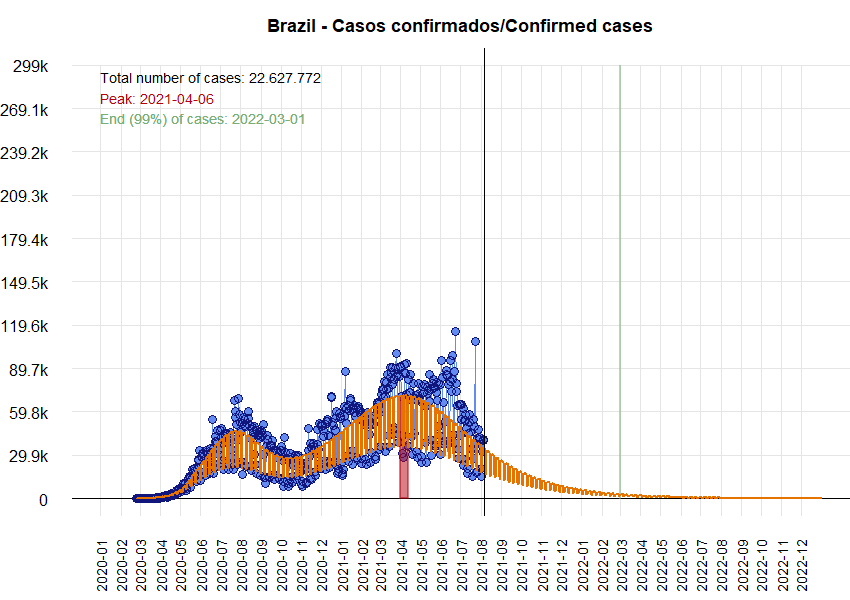 Brazil - Casos confirmados/Confirmed cases
Total number of cases: 22.627.772
Peak: 2021-04-06
End (99%) of cases: 2022-03-01
299k
269.1k
239.2k
209.3k
179.4k
149.5k
119.6k
89.7k
59.8k
29.9k
0
2020-01
2020-02
2020-03
2020-04
2020-05
2020-06
2020-07
2020-08
2020-09
2020-10
2020-11
2020-12
2021-01
2021-02
2021-03
2021-04
2021-05
2021-06
2021-07
2021-08
2021-09
2021-10
2021-11
2021-12
2022-01
2022-02
2022-03
2022-04
2022-05
2022-06
2022-07
2022-08
2022-09
2022-10
2022-11
2022-12